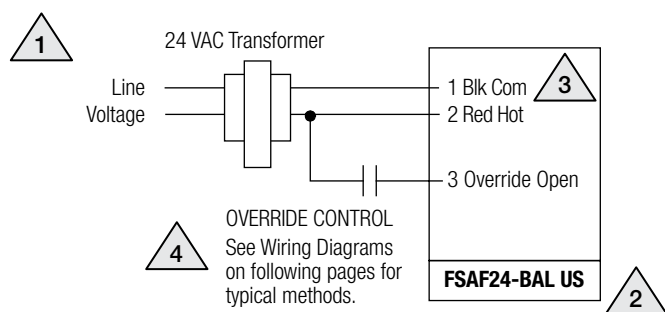 1
24 VAC Transformer
Line
Voltage
1 Blk Com
3
2 Red Hot
3 Override Open
4
OVERRIDE CONTROL
See Wiring Diagrams
on following pages for
typical methods.
FSAF24-BAL US
2